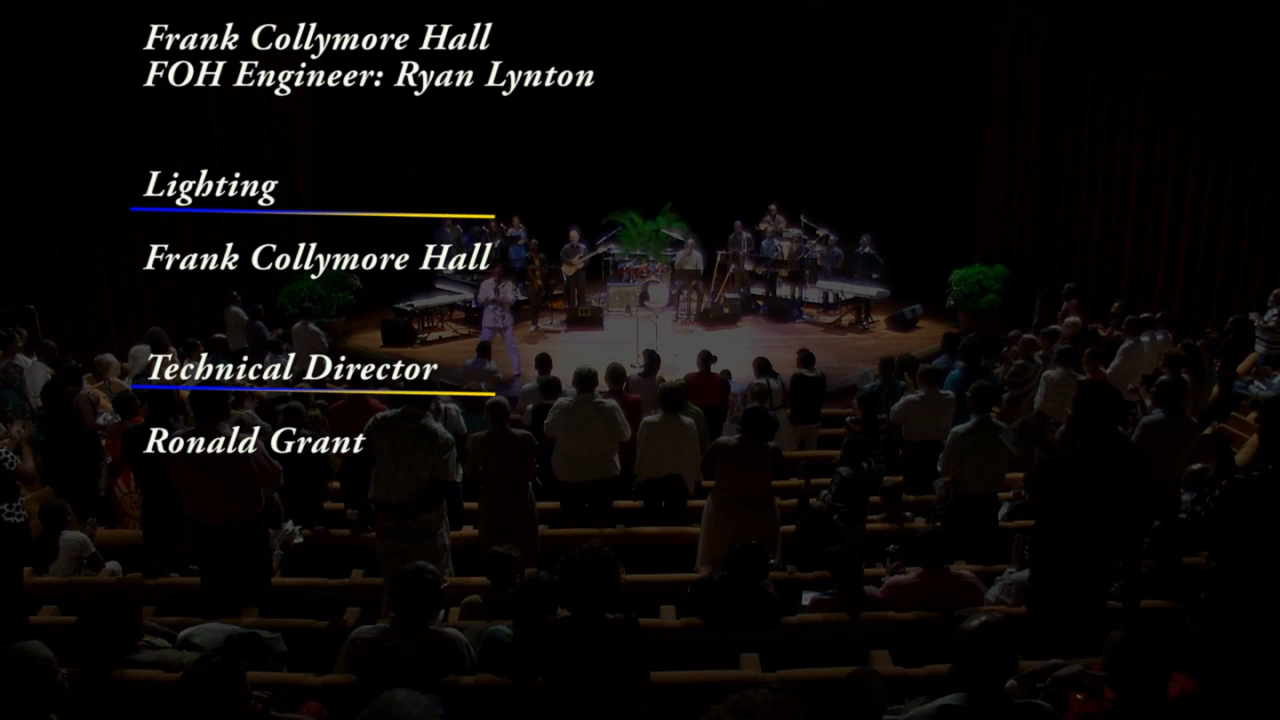 Frank Collymore Hall
FOH Engineer: Ryan Lynton
Lighting
Frank Collymore Hall
Technical Director
Ronald Grant